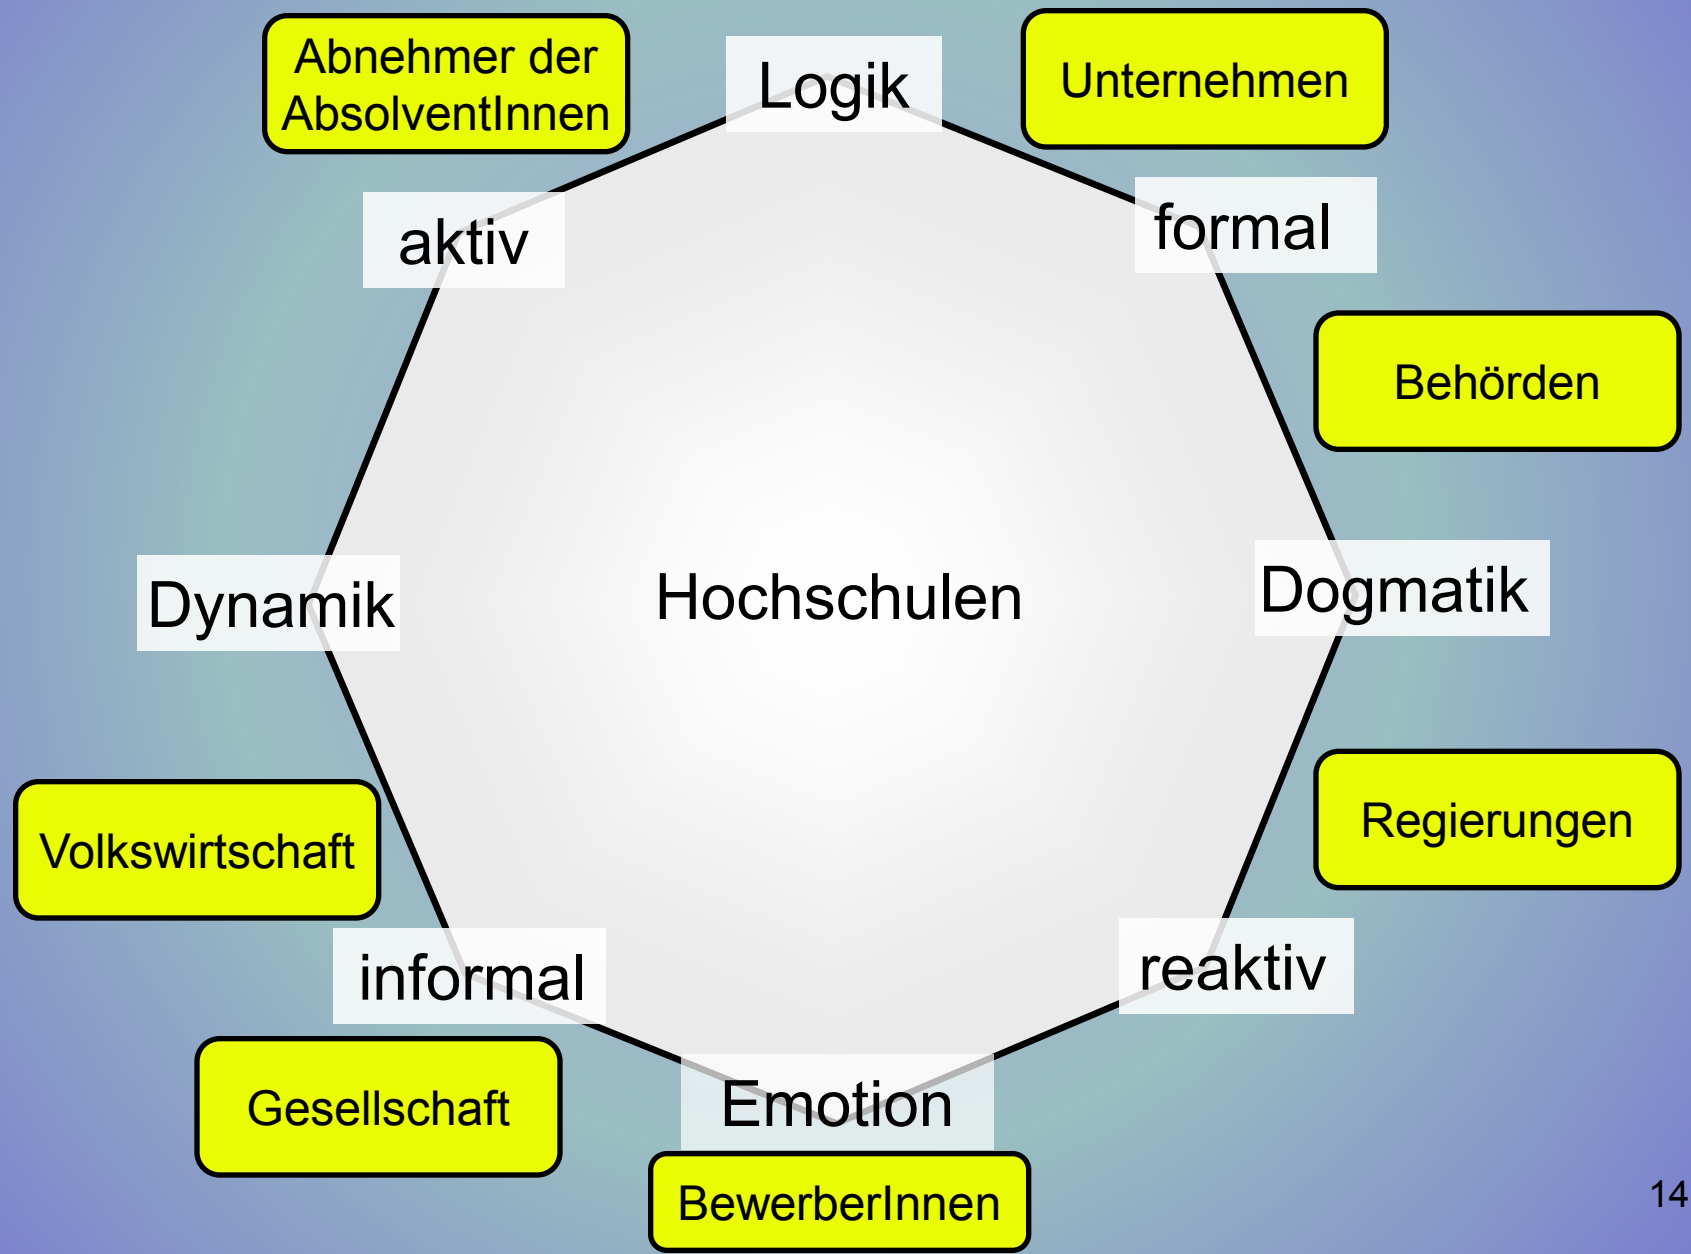 Abnehmer der
AbsolventInnen
Logik
Unternehmen
aktiv
formal
Behörden
Dynamik
Hochschulen
Dogmatik
Volkswirtschaft
Regierungen
informal
reaktiv
Gesellschaft
Emotion
BewerberInnen
14